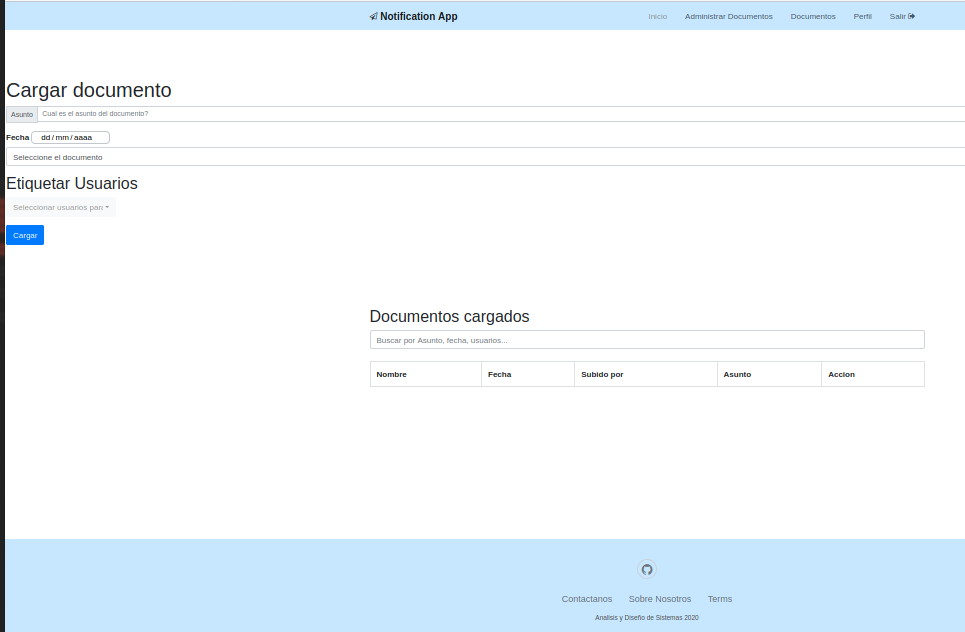 Notification App
Inicio Administrar Documentos Documentos Perfil Salir
Cargar documento
Asunto Cual es el asunto del documento?
Fecha dd/mm/aaaa
Seleccione el documento
Etiquetar Usuarios
Seleccionar usuarios para
Cargar
Documentos cargados
Buscar por Asunto, fecha, usuarios...
Nombre Fecha Subido por Asunto Accion
Contactanos Sobre Nosotros Terms
Analisis y Diseño de Sistemas 2020